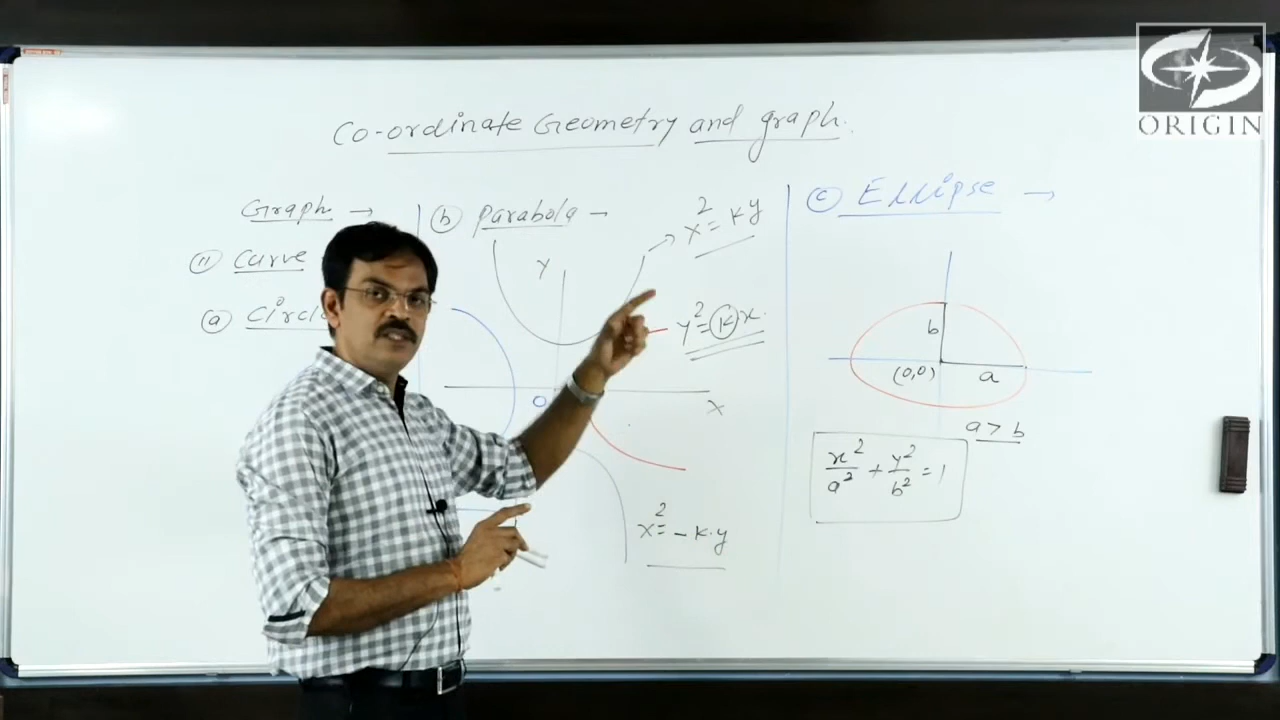 ORIGIN
Co-ordinate Geometry and graph.
Graph →
(ii) Curve
(a) Circle
(b) Parabola –
x² = ky
y² = kx.
Y
X
O
x² = – k.y
(c) Ellipse →
b
(0,0)
a
a > b
x²/a² + y²/b² = 1